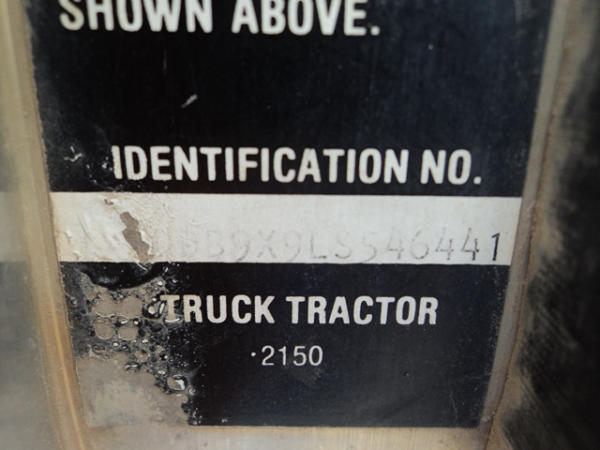 SHOWN ABOVE.
IDENTIFICATION NO.
B9X9LS546441
TRUCK TRACTOR
·2150